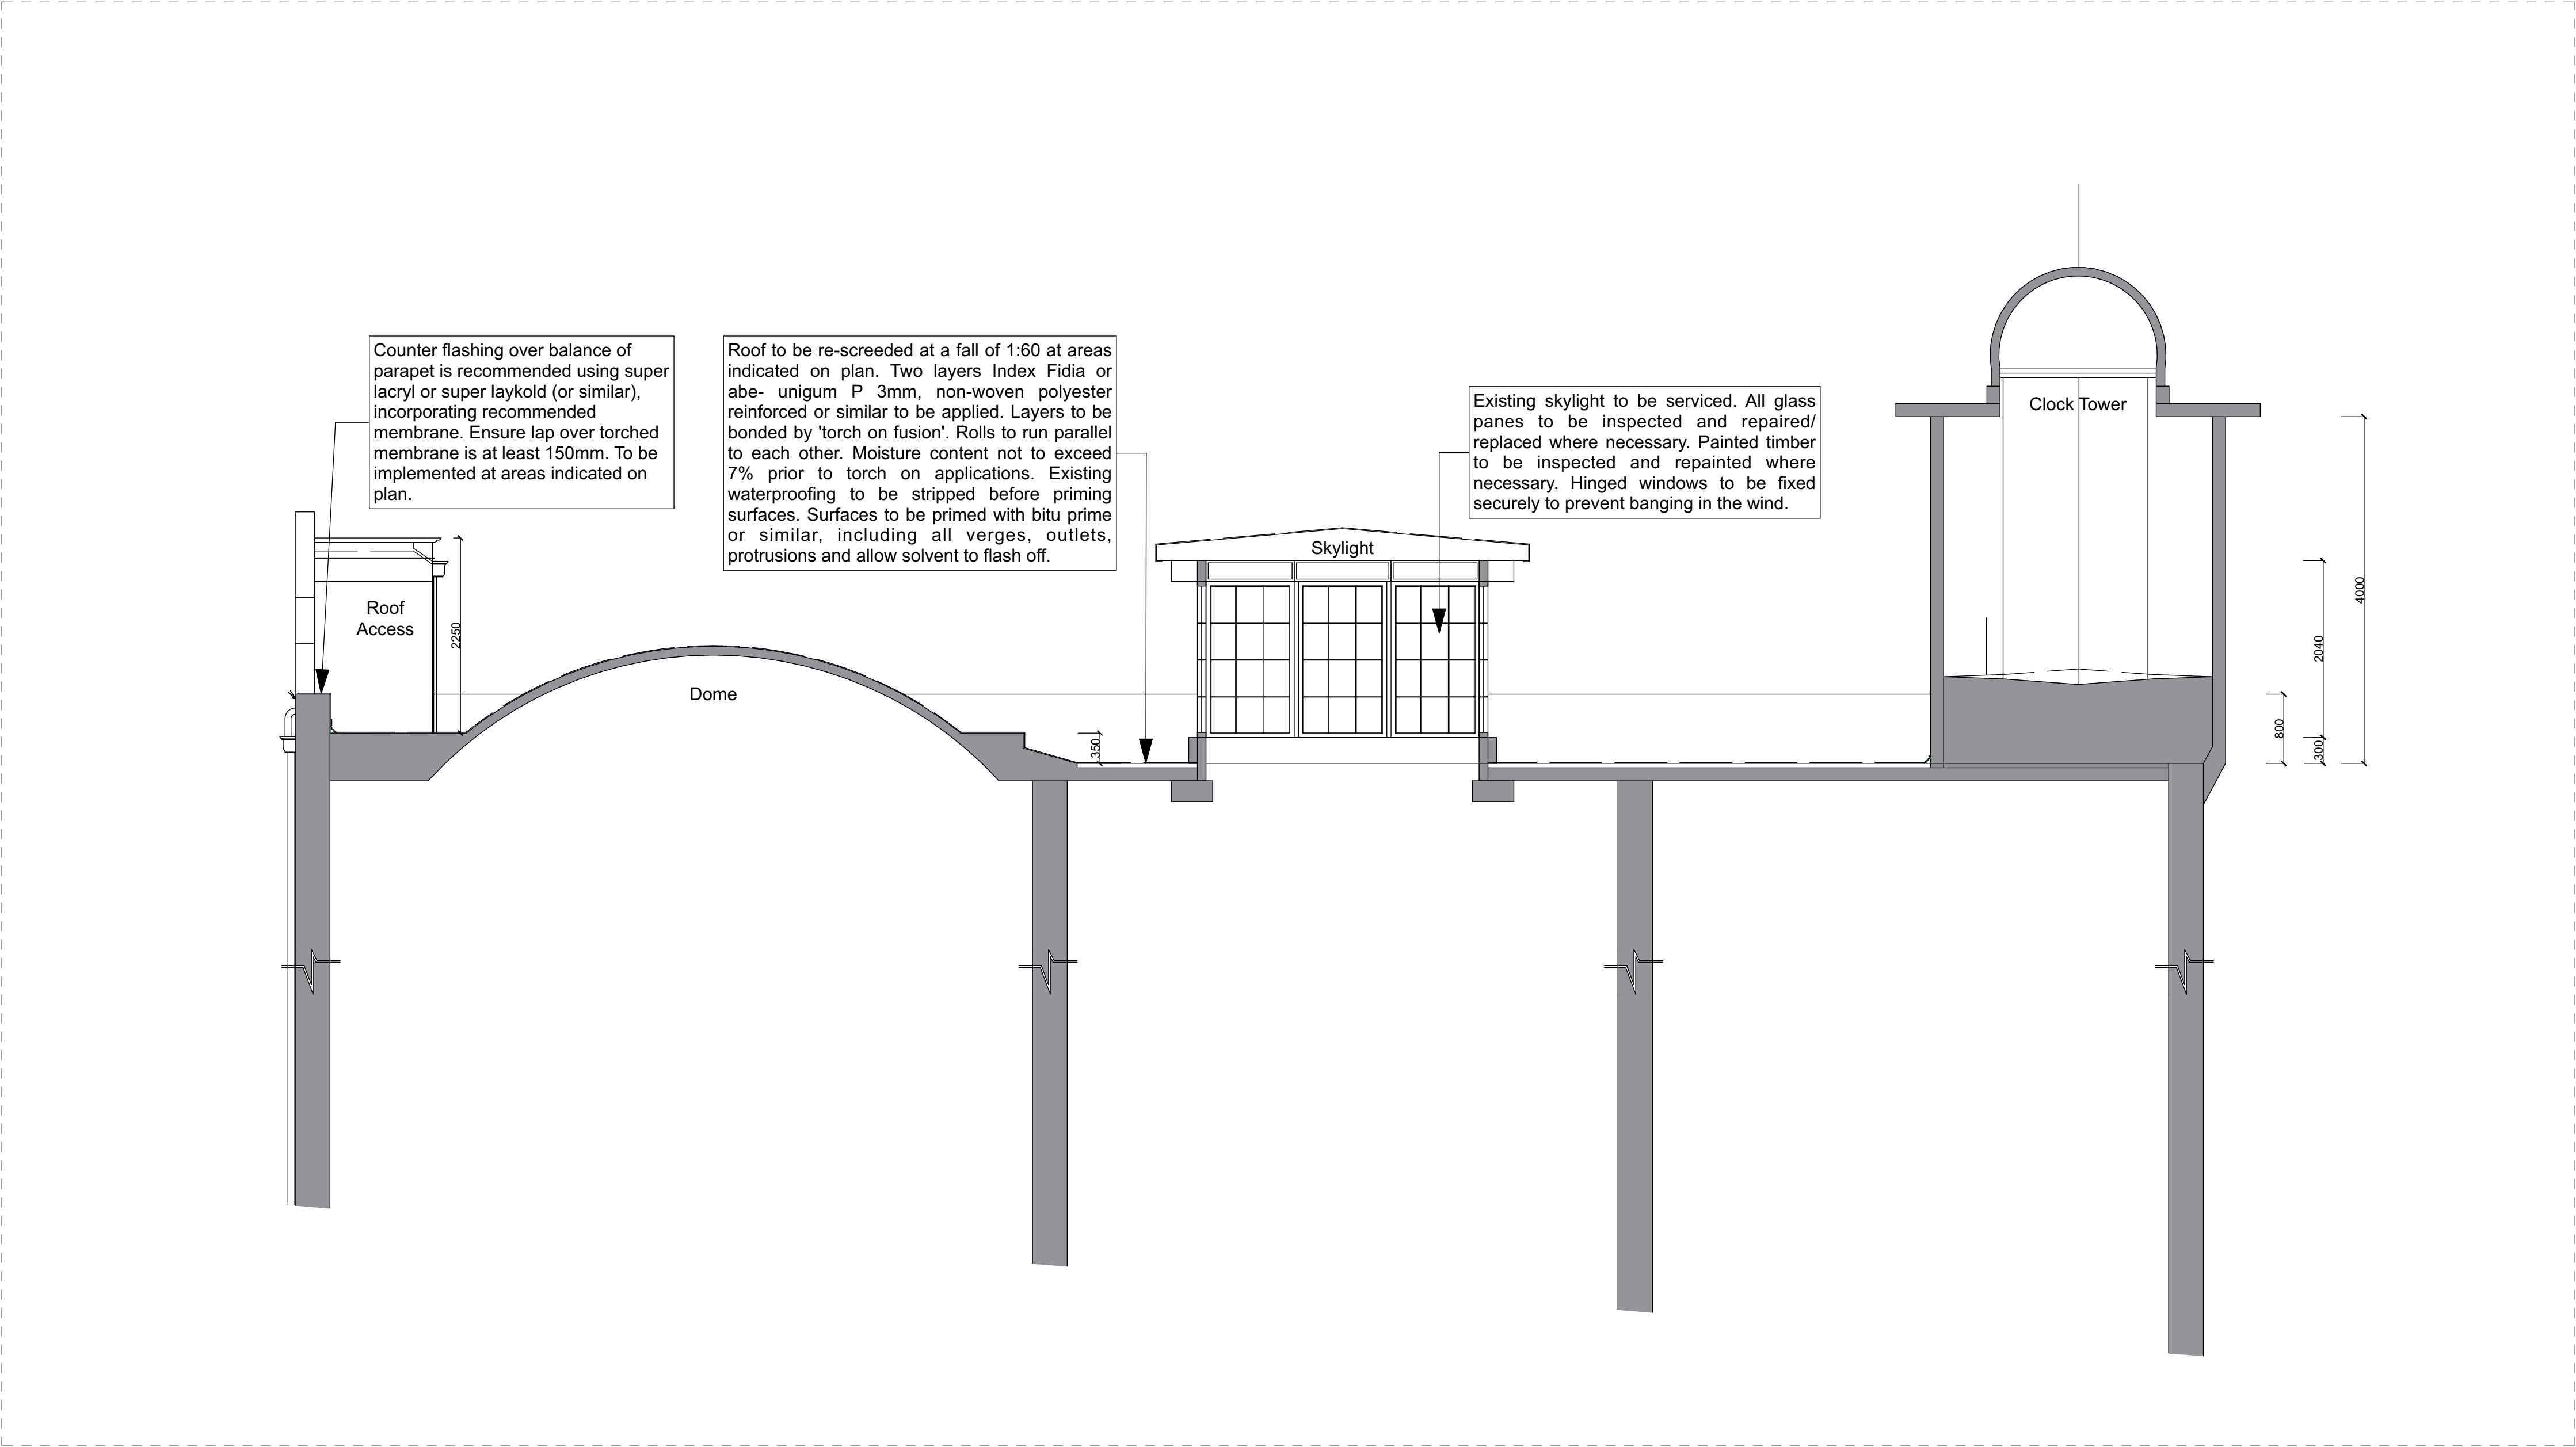 Counter flashing over balance of
parapet is recommended using super
lacryl or super laykold (or similar),
incorporating recommended
membrane. Ensure lap over torched
membrane is at least 150mm. To be
implemented at areas indicated on
plan.
Roof to be re-screeded at a fall of 1:60 at areas
indicated on plan. Two layers Index Fidia or
abe- unigum P 3mm, non-woven polyester
reinforced or similar to be applied. Layers to be
bonded by 'torch on fusion'. Rolls to run parallel
to each other. Moisture content not to exceed
7% prior to torch on applications. Existing
waterproofing to be stripped before priming
surfaces. Surfaces to be primed with bitu prime
or similar, including all verges, outlets,
protrusions and allow solvent to flash off.
Existing skylight to be serviced. All glass
panes to be inspected and repaired/
replaced where necessary. Painted timber
to be inspected and repainted where
necessary. Hinged windows to be fixed
securely to prevent banging in the wind.
Clock Tower
Skylight
Roof
Access
Dome
2250
350
800
2040
300
4000